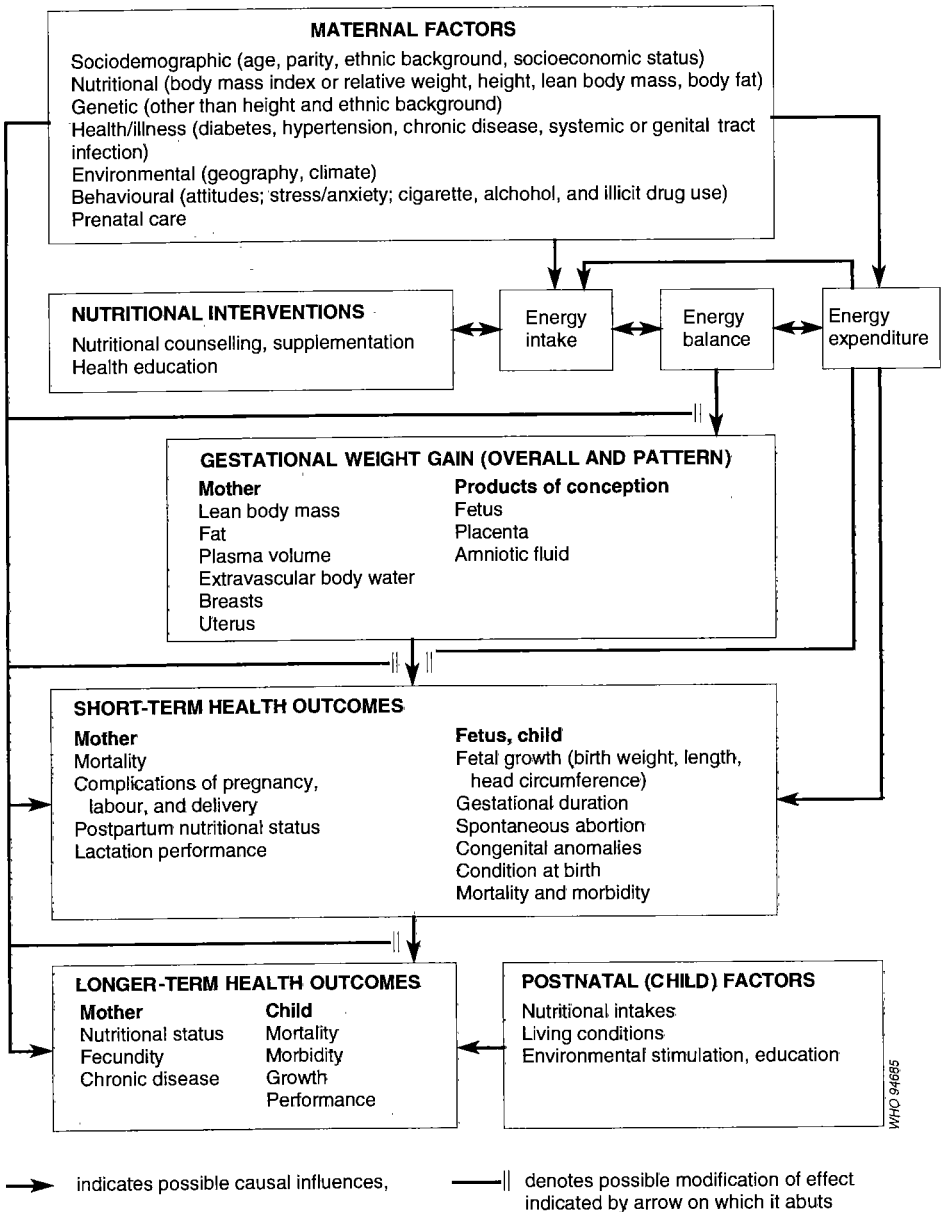 MATERNAL FACTORS
Sociodemographic (age, parity, ethnic background, socioeconomic status)
Nutritional (body mass index or relative weight, height, lean body mass, body fat)
Genetic (other than height and ethnic background)
Health/illness (diabetes, hypertension, chronic disease, systemic or genital tract
infection)
Environmental (geography, climate)
Behavioural (attitudes; stress/anxiety; cigarette, alchohol, and illicit drug use)
Prenatal care
NUTRITIONAL INTERVENTIONS
Nutritional counselling, supplementation
Health education
Energy
intake
Energy
balance
Energy
expenditure
GESTATIONAL WEIGHT GAIN (OVERALL AND PATTERN)
Mother
Lean body mass
Fat
Plasma volume
Extravascular body water
Breasts
Uterus
Products of conception
Fetus
Placenta
Amniotic fluid
SHORT-TERM HEALTH OUTCOMES
Mother
Mortality
Complications of pregnancy,
labour, and delivery
Postpartum nutritional status
Lactation performance
Fetus, child
Fetal growth (birth weight, length,
head circumference)
Gestational duration
Spontaneous abortion
Congenital anomalies
Condition at birth
Mortality and morbidity
LONGER-TERM HEALTH OUTCOMES
Mother
Nutritional status
Fecundity
Chronic disease
Child
Mortality
Morbidity
Growth
Performance
POSTNATAL (CHILD) FACTORS
Nutritional intakes
Living conditions
Environmental stimulation, education
WHO 94685
indicates possible causal influences,
denotes possible modification of effect
indicated by arrow on which it abuts